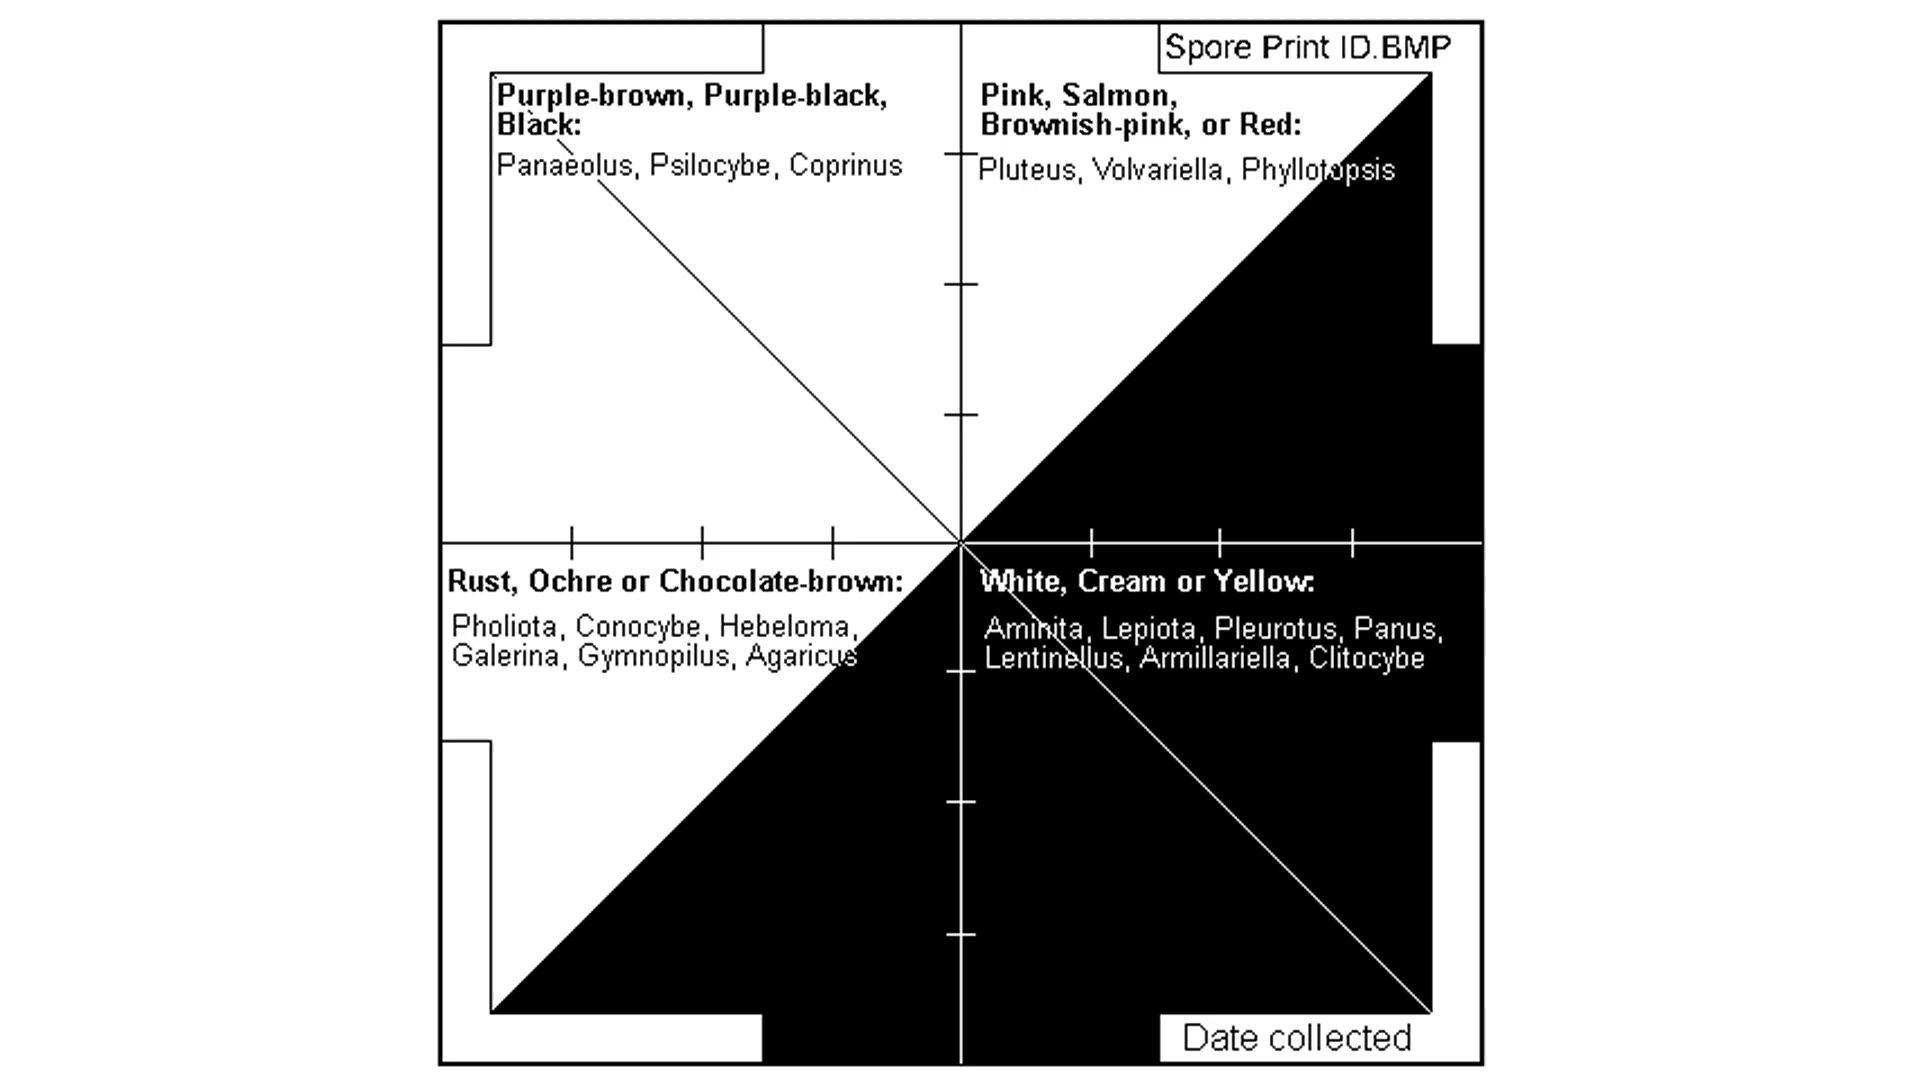 Spore Print ID.BMP
Purple-brown, Purple-black,
Black:
Panaeolus, Psilocybe, Coprinus
Pink, Salmon,
Brownish-pink, or Red:
Pluteus, Volvariella, Phyllotopsis
Rust, Ochre or Chocolate-brown:
Pholiota, Conocybe, Hebeloma,
Galerina, Gymnopilus, Agaricus
White, Cream or Yellow:
Aminita, Lepiota, Pleurotus, Panus,
Lentinellus, Armillariella, Clitocybe
Date collected